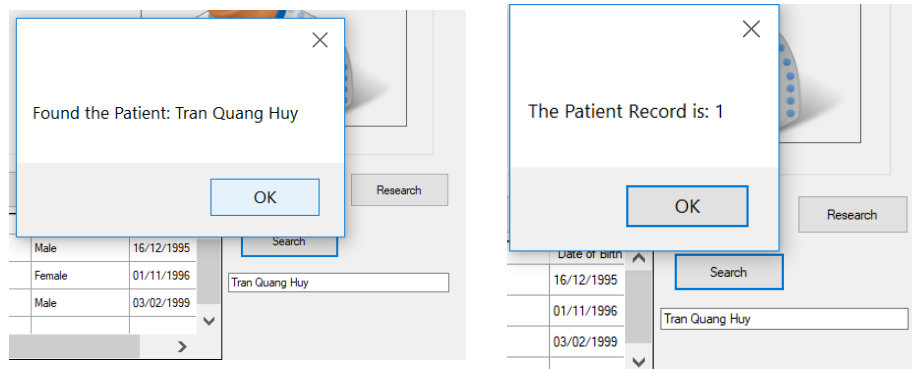 Found the Patient: Tran Quang Huy
OK
Research
Search
Male 16/12/1995
Female 01/11/1996
Male 03/02/1999
Tran Quang Huy
The Patient Record is: 1
OK
Research
Date of Birth
Search
16/12/1995
01/11/1996
03/02/1999
Tran Quang Huy